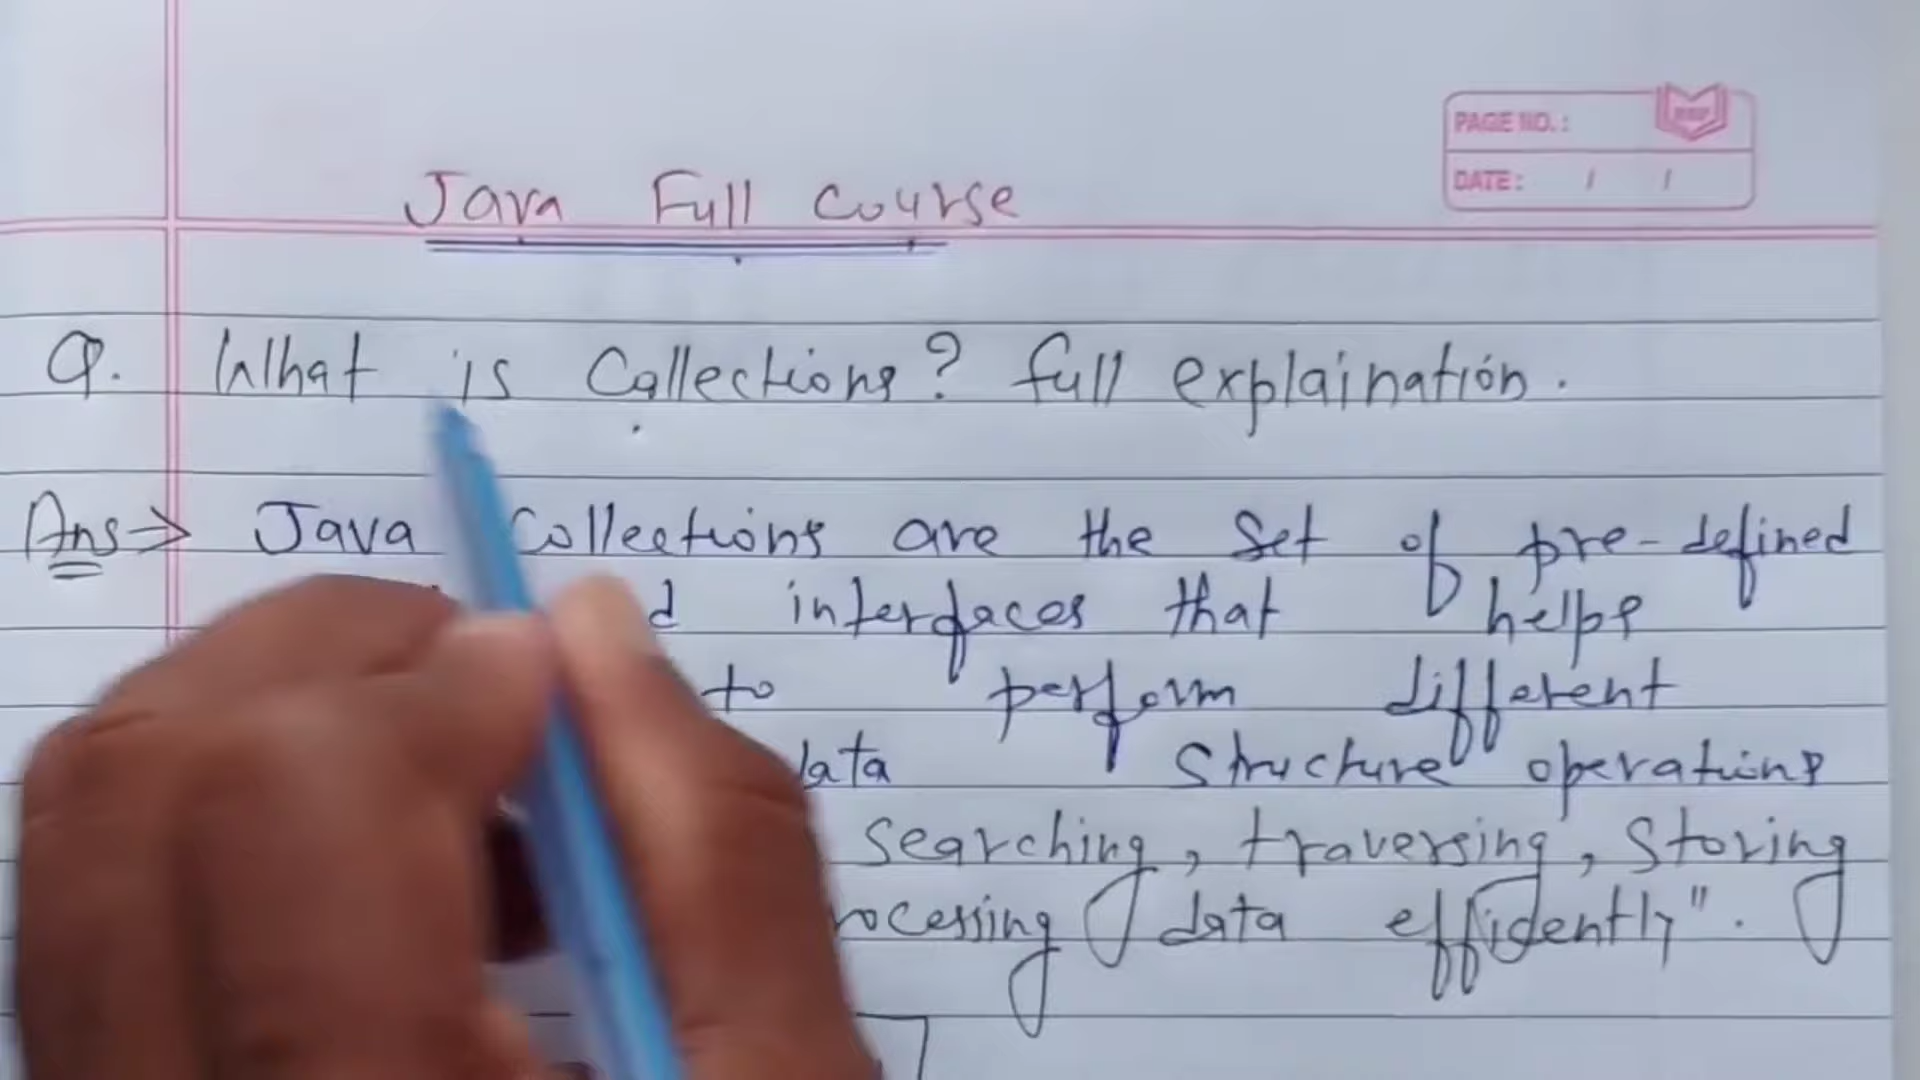 PAGE NO. :
DATE : / /
Java Full Course
Q. What is Collections? full explaination.
Ans => Java Collections are the set of pre-defined
interfaces that helps
to perform different
data structure operations
searching, traversing, storing
data efficiently".